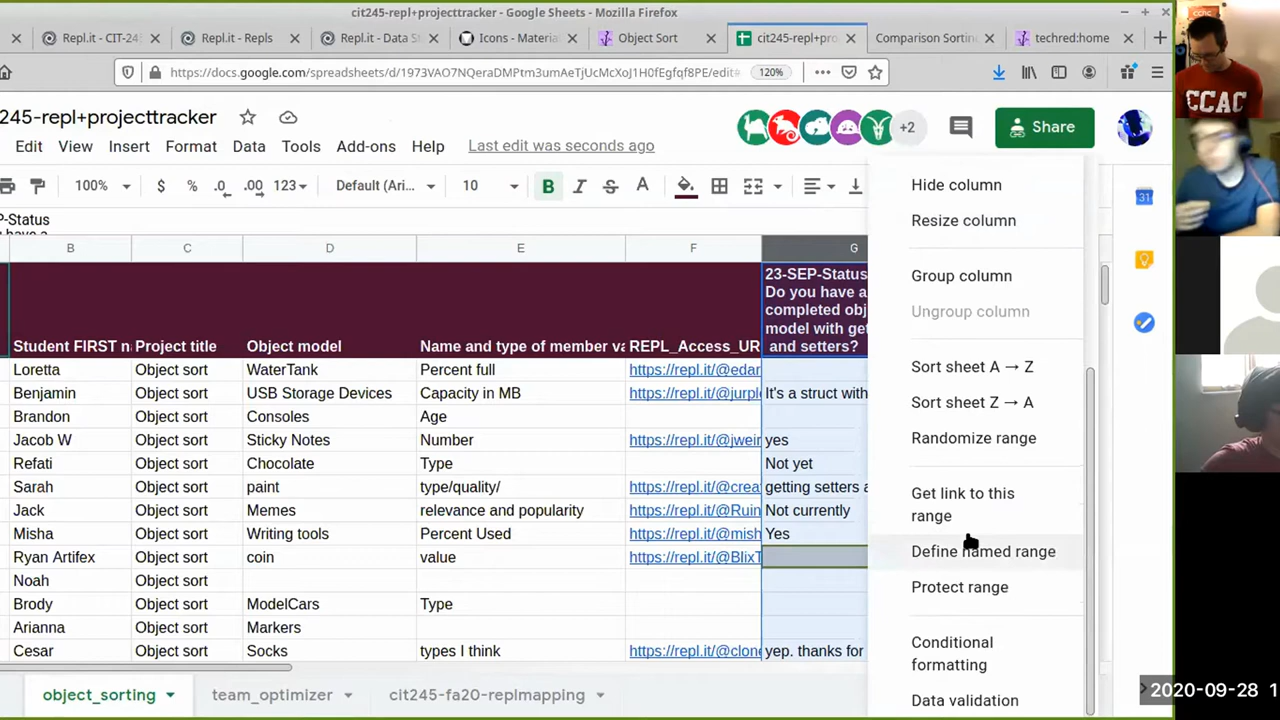 cit245-repl+projecttracker - Google Sheets - Mozilla Firefox
Repl.it - CIT-24
Repl.it - Repls
Repl.it - Data S
Icons - Materia
Object Sort
cit245-repl+pro
Comparison Sortin
techred:home
https://docs.google.com/spreadsheets/d/1973VAO7NQeraDMPtm3umAeTjUcMcXoJ1H0fEgfqf8PE/edit#
120%
245-repl+projecttracker
+2
Share
Edit View Insert Format Data Tools Add-ons Help Last edit was seconds ago
100% $ % .0 .00 123 Default (Ari... 10 B I S A
P-Status
B C D E F G
Student FIRST n Project title Object model Name and type of member va REPL_Access_UR
23-SEP-Status
Do you have a
completed obj
model with get
and setters?
Loretta Object sort WaterTank Percent full https://repl.it/@edar
Benjamin Object sort USB Storage Devices Capacity in MB https://repl.it/@jurpl It's a struct with
Brandon Object sort Consoles Age
Jacob W Object sort Sticky Notes Number https://repl.it/@jweir yes
Refati Object sort Chocolate Type Not yet
Sarah Object sort paint type/quality/ https://repl.it/@crea getting setters a
Jack Object sort Memes relevance and popularity https://repl.it/@Ruin Not currently
Misha Object sort Writing tools Percent Used https://repl.it/@mish Yes
Ryan Artifex Object sort coin value https://repl.it/@BlixT
Noah Object sort
Brody Object sort ModelCars Type
Arianna Object sort Markers
Cesar Object sort Socks types I think https://repl.it/@clone yep. thanks for
Hide column
Resize column
Group column
Ungroup column
Sort sheet A → Z
Sort sheet Z → A
Randomize range
Get link to this
range
Define named range
Protect range
Conditional
formatting
Data validation
object_sorting team_optimizer cit245-fa20-replmapping
31
CCAC
2020-09-28 1